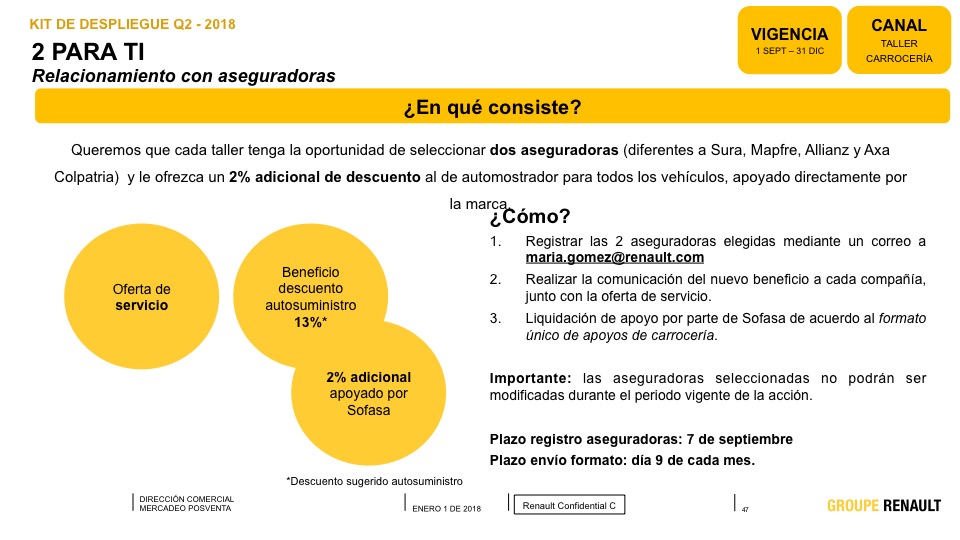 KIT DE DESPLIEGUE Q2 - 2018
2 PARA TI
Relacionamiento con aseguradoras
VIGENCIA
1 SEPT – 31 DIC
CANAL
TALLER
CARROCERÍA
¿En qué consiste?
Queremos que cada taller tenga la oportunidad de seleccionar dos aseguradoras (diferentes a Sura, Mapfre, Allianz y Axa
Colpatria) y le ofrezca un 2% adicional de descuento al de automostrador para todos los vehículos, apoyado directamente por
la marca.
Oferta de
servicio
Beneficio
descuento
autosuministro
13%*
2% adicional
apoyado por
Sofasa
*Descuento sugerido autosuministro
¿Cómo?
1. Registrar las 2 aseguradoras elegidas mediante un correo a
maria.gomez@renault.com
2. Realizar la comunicación del nuevo beneficio a cada compañía,
junto con la oferta de servicio.
3. Liquidación de apoyo por parte de Sofasa de acuerdo al formato
único de apoyos de carrocería.
Importante: las aseguradoras seleccionadas no podrán ser
modificadas durante el periodo vigente de la acción.
Plazo registro aseguradoras: 7 de septiembre
Plazo envío formato: día 9 de cada mes.
DIRECCIÓN COMERCIAL
MERCADEO POSVENTA
ENERO 1 DE 2018
Renault Confidential C
47
GROUPE RENAULT